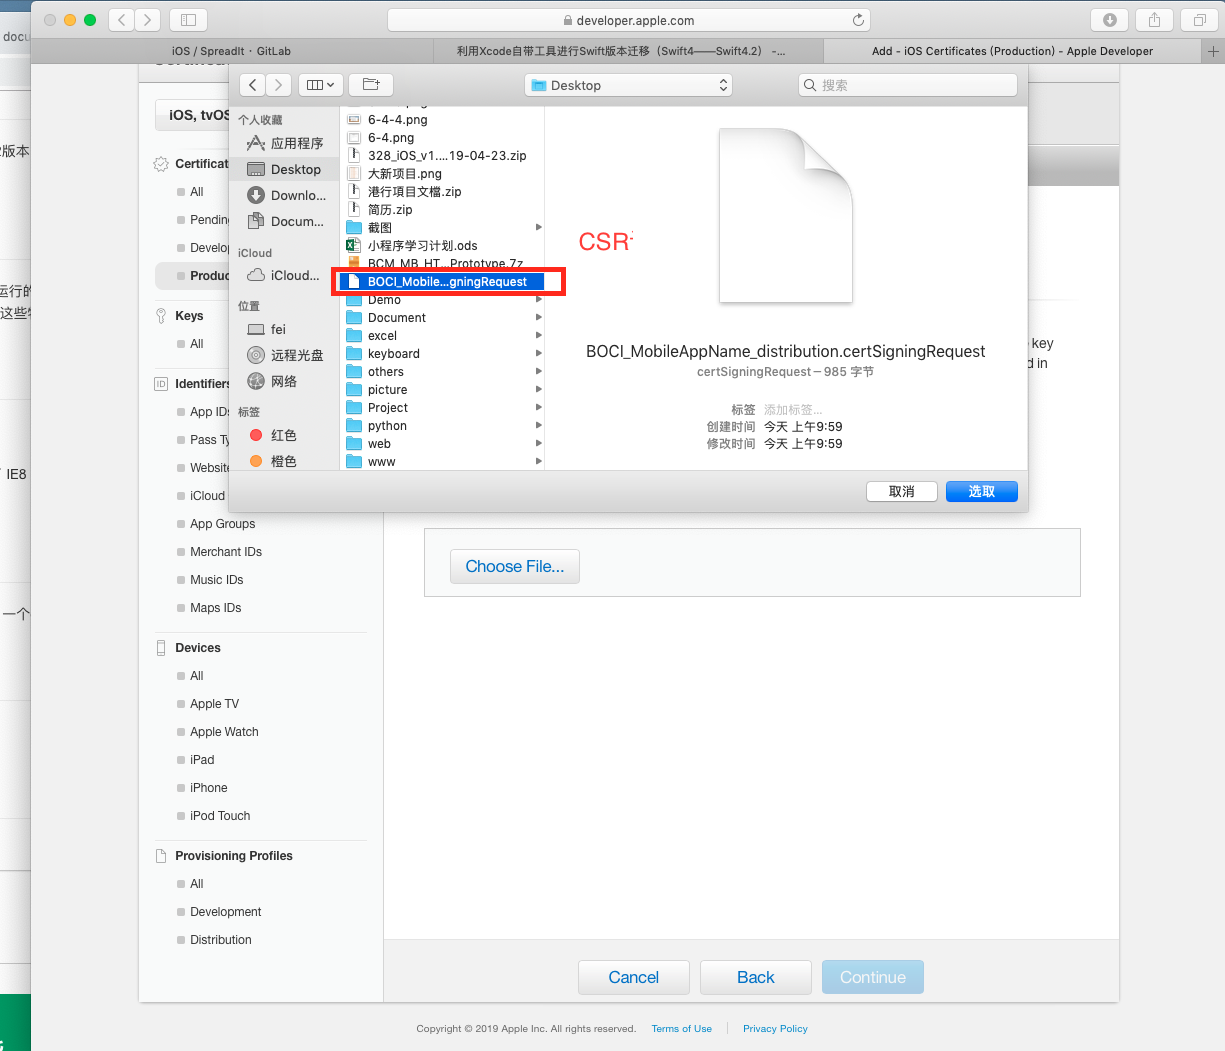 docu
developer.apple.com
iOS / SpreadIt · GitLab
利用Xcode自带工具进行Swift版本迁移（Swift4——Swift4.2） -...
Add - iOS Certificates (Production) - Apple Developer
Desktop
搜索
iOS, tvOS
版本
Certificat
All
Pending
Develop
Produc
运行的
这些
Keys
All
Identifiers
App IDs
Pass Ty
Website
IE8
iCloud
App Groups
Merchant IDs
Music IDs
Maps IDs
一个
Devices
All
Apple TV
Apple Watch
iPad
iPhone
iPod Touch
Provisioning Profiles
All
Development
Distribution
个人收藏
应用程序
Desktop
Downlo...
Docum...
iCloud
iCloud...
位置
fei
远程光盘
网络
标签
红色
橙色
6-4-4.png
6-4.png
328_iOS_v1....19-04-23.zip
大新项目.png
港行項目文檔.zip
简历.zip
截图
小程序学习计划.ods
BCM_MB_HT...Prototype.7z
BOCI_Mobile...gningRequest
Demo
Document
excel
keyboard
others
picture
Project
python
web
www
CSR
BOCI_MobileAppName_distribution.certSigningRequest
certSigningRequest – 985 字节
标签 添加标签...
创建时间 今天 上午9:59
修改时间 今天 上午9:59
key
d in
取消
选取
Choose File...
Cancel
Back
Continue
Copyright © 2019 Apple Inc. All rights reserved.
Terms of Use
Privacy Policy